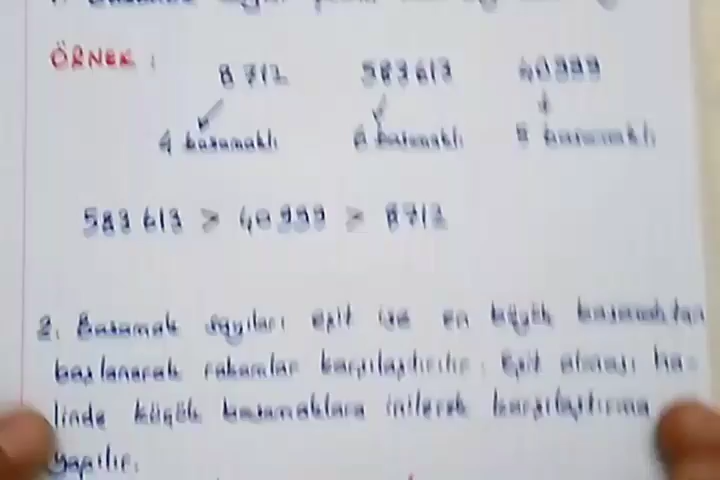 ÖRNEK :
8712 583613 40999
4 basamaklı 6 basamaklı 5 basamaklı
583613 > 40999 > 8712
2. Basamak sayıları eşit ise en büyük basamaktan
başlanarak rakamlar karşılaştırılır. Eşit olması ha-
linde küçük basamaklara inilerek karşılaştırma
yapılır.